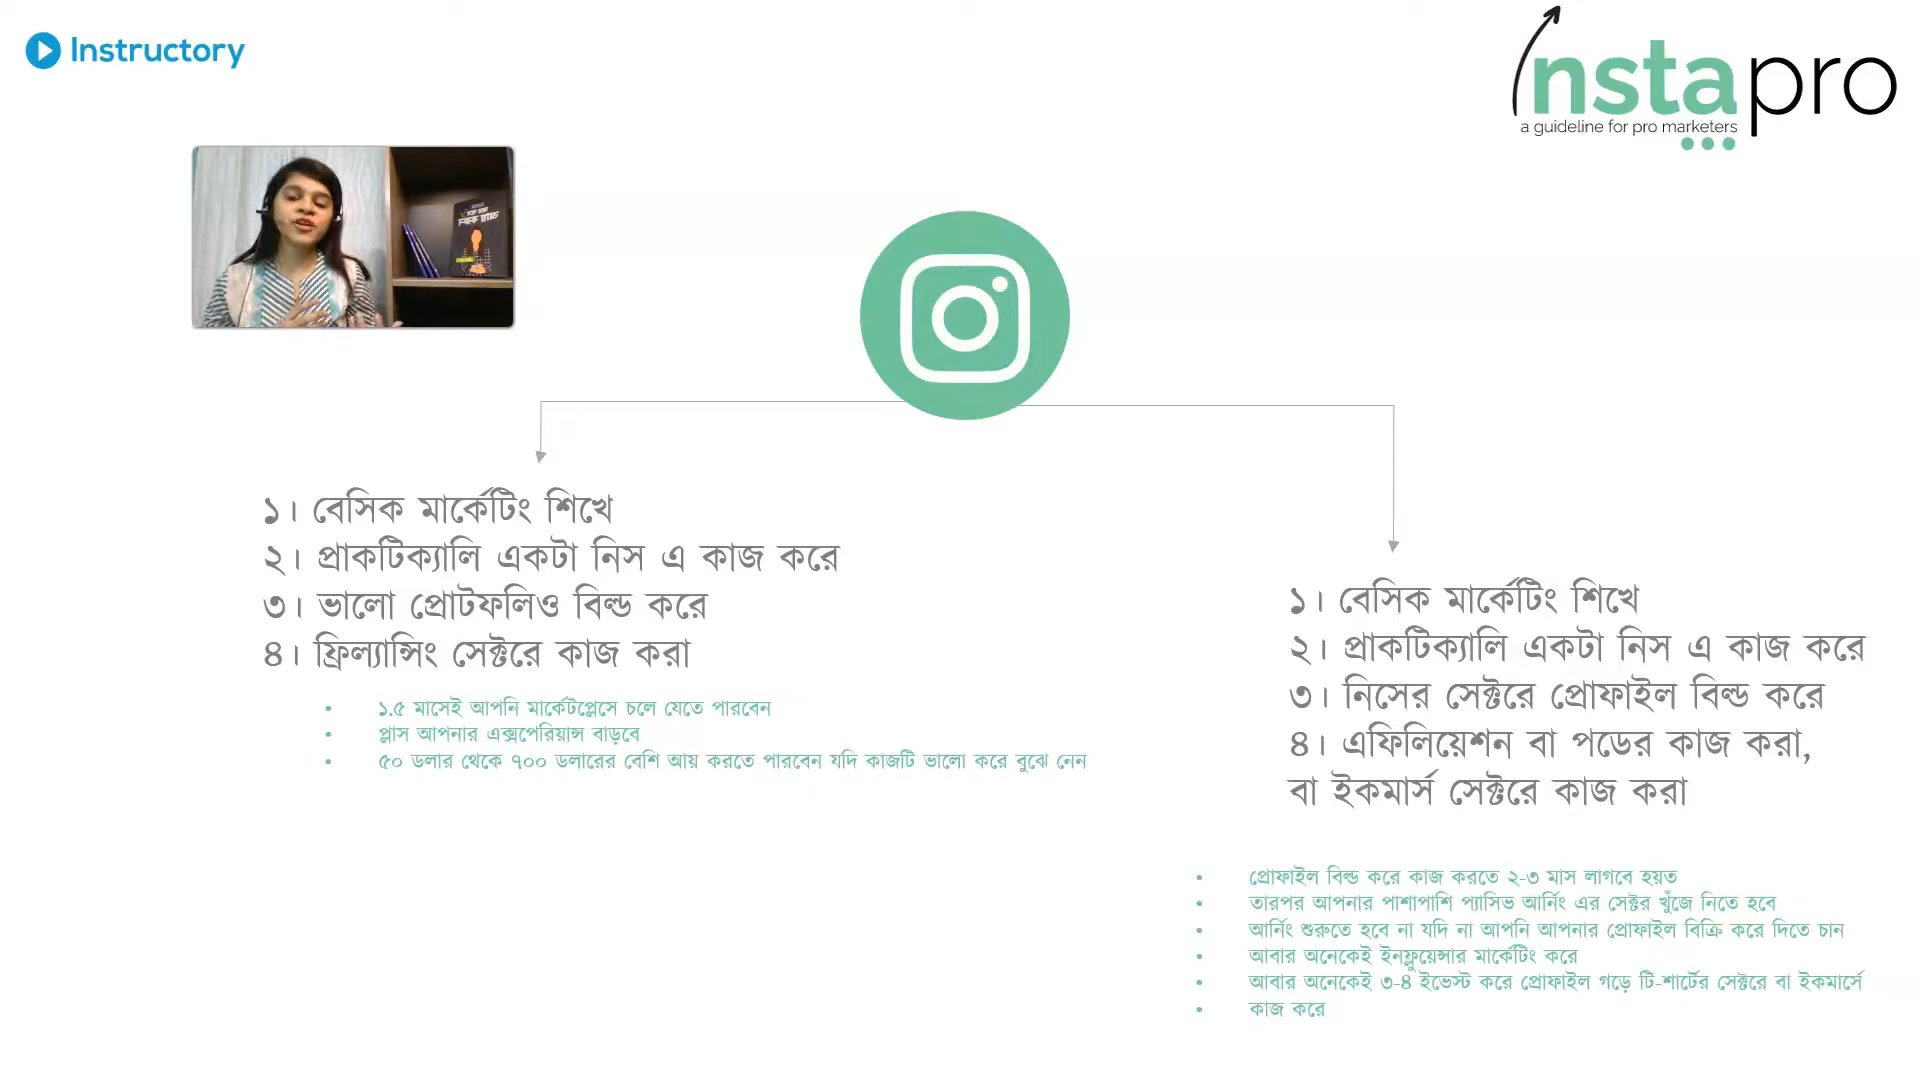 Instructory
instapro
a guideline for pro marketers
১। বেসিক মার্কেটিং শিখে
২। প্রাকটিক্যালি একটা নিস এ কাজ করে
৩। ভালো প্রোটফলিও বিল্ড করে
৪। ফ্রিল্যান্সিং সেক্টরে কাজ করা
• ১.৫ মাসেই আপনি মার্কেটপ্লেসে চলে যেতে পারবেন
• প্লাস আপনার এক্সপেরিয়ান্স বাড়বে
• ৫০ ডলার থেকে ৭০০ ডলারের বেশি আয় করতে পারবেন যদি কাজটি ভালো করে বুঝে নেন
১। বেসিক মার্কেটিং শিখে
২। প্রাকটিক্যালি একটা নিস এ কাজ করে
৩। নিসের সেক্টরে প্রোফাইল বিল্ড করে
৪। এফিলিয়েশন বা পডের কাজ করা,
বা ইকমার্স সেক্টরে কাজ করা
• প্রোফাইল বিল্ড করে কাজ করতে ২-৩ মাস লাগবে হয়ত
• তারপর আপনার পাশাপাশি প্যাসিভ আর্নিং এর সেক্টর খুঁজে নিতে হবে
• আর্নিং শুরুতে হবে না যদি না আপনি আপনার প্রোফাইল বিক্রি করে দিতে চান
• আবার অনেকেই ইনফ্লুয়েন্সার মার্কেটিং করে
• আবার অনেকেই ৩-৪ ইভেস্ট করে প্রোফাইল গড়ে টি-শার্টের সেক্টরে বা ইকমার্সে
• কাজ করে